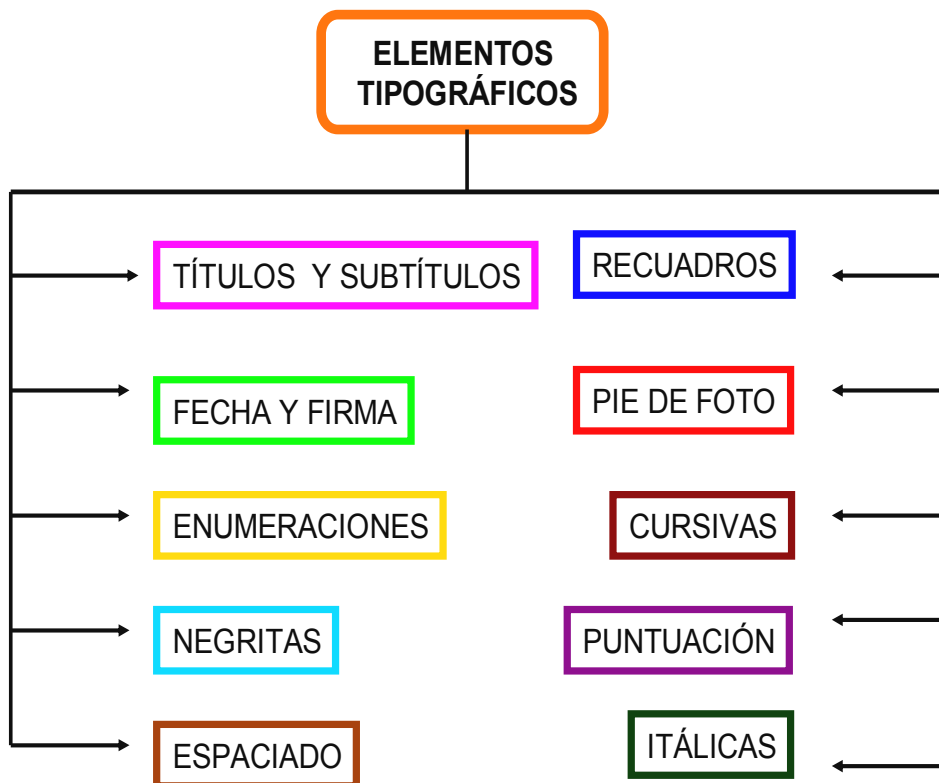 ELEMENTOS
TIPOGRÁFICOS
TÍTULOS Y SUBTÍTULOS
FECHA Y FIRMA
ENUMERACIONES
NEGRITAS
ESPACIADO
RECUADROS
PIE DE FOTO
CURSIVAS
PUNTUACIÓN
ITÁLICAS